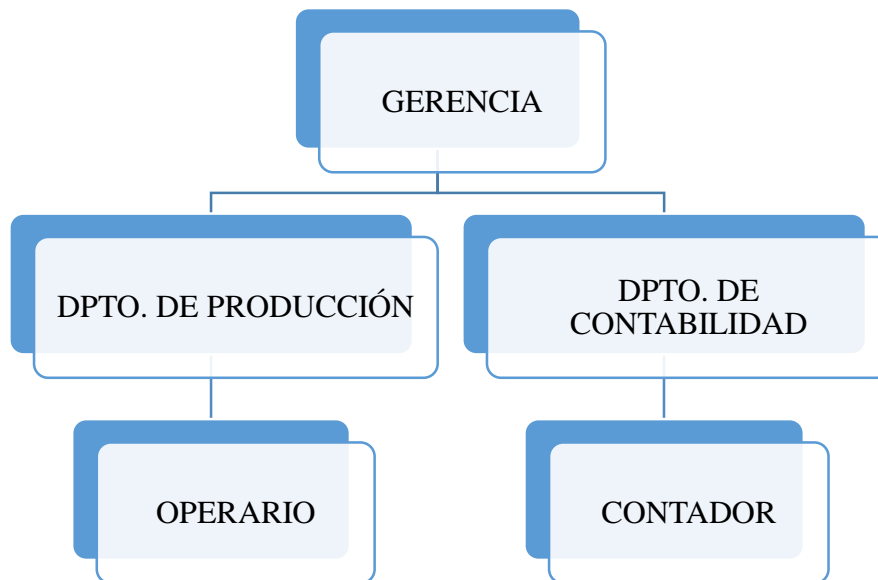 GERENCIA
DPTO. DE PRODUCCIÓN
DPTO. DE
CONTABILIDAD
OPERARIO
CONTADOR